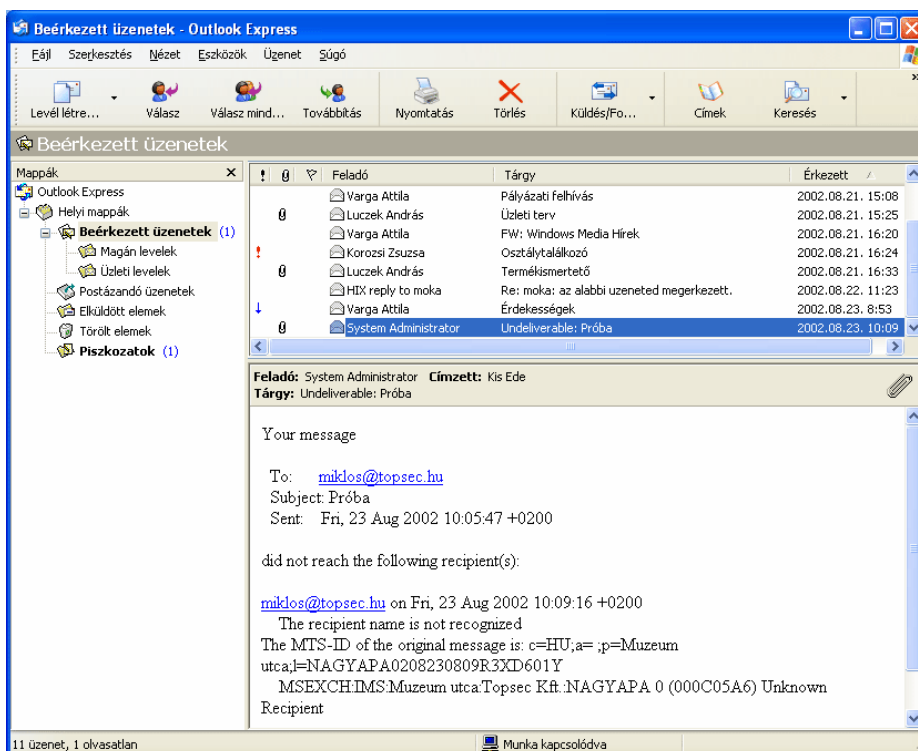 Beérkezett üzenetek - Outlook Express
Fájl Szerkesztés Nézet Eszközök Üzenet Súgó
Levél létre... Válasz Válasz mind... Továbbítás Nyomtatás Törlés Küldés/Fo... Címek Keresés
Beérkezett üzenetek
Mappák
Outlook Express
Helyi mappák
Beérkezett üzenetek (1)
Magán levelek
Üzleti levelek
Postázandó üzenetek
Elküldött elemek
Törölt elemek
Piszkozatok (1)
! Feladó Tárgy Érkezett
Varga Attila Pályázati felhívás 2002.08.21. 15:08
Luczek András Üzleti terv 2002.08.21. 15:25
Varga Attila FW: Windows Media Hírek 2002.08.21. 16:20
! Korozsi Zsuzsa Osztálytalálkozó 2002.08.21. 16:24
Luczek András Termékismertető 2002.08.21. 16:33
HIX reply to moka Re: moka: az alabbi uzeneted megerkezett. 2002.08.22. 11:23
Varga Attila Érdekességek 2002.08.23. 8:53
System Administrator Undeliverable: Próba 2002.08.23. 10:09
Feladó: System Administrator Címzett: Kis Ede
Tárgy: Undeliverable: Próba
Your message
To: miklos@topsec.hu
Subject: Próba
Sent: Fri, 23 Aug 2002 10:05:47 +0200
did not reach the following recipient(s):
miklos@topsec.hu on Fri, 23 Aug 2002 10:09:16 +0200
The recipient name is not recognized
The MTS-ID of the original message is: c=HU;a= ;p=Muzeum
utca;l=NAGYAPA0208230809R3XD601Y
MSEXCH:IMS:Muzeum utca:Topsec Kft.:NAGYAPA 0 (000C05A6) Unknown
Recipient
11 üzenet, 1 olvasatlan Munka kapcsolódva